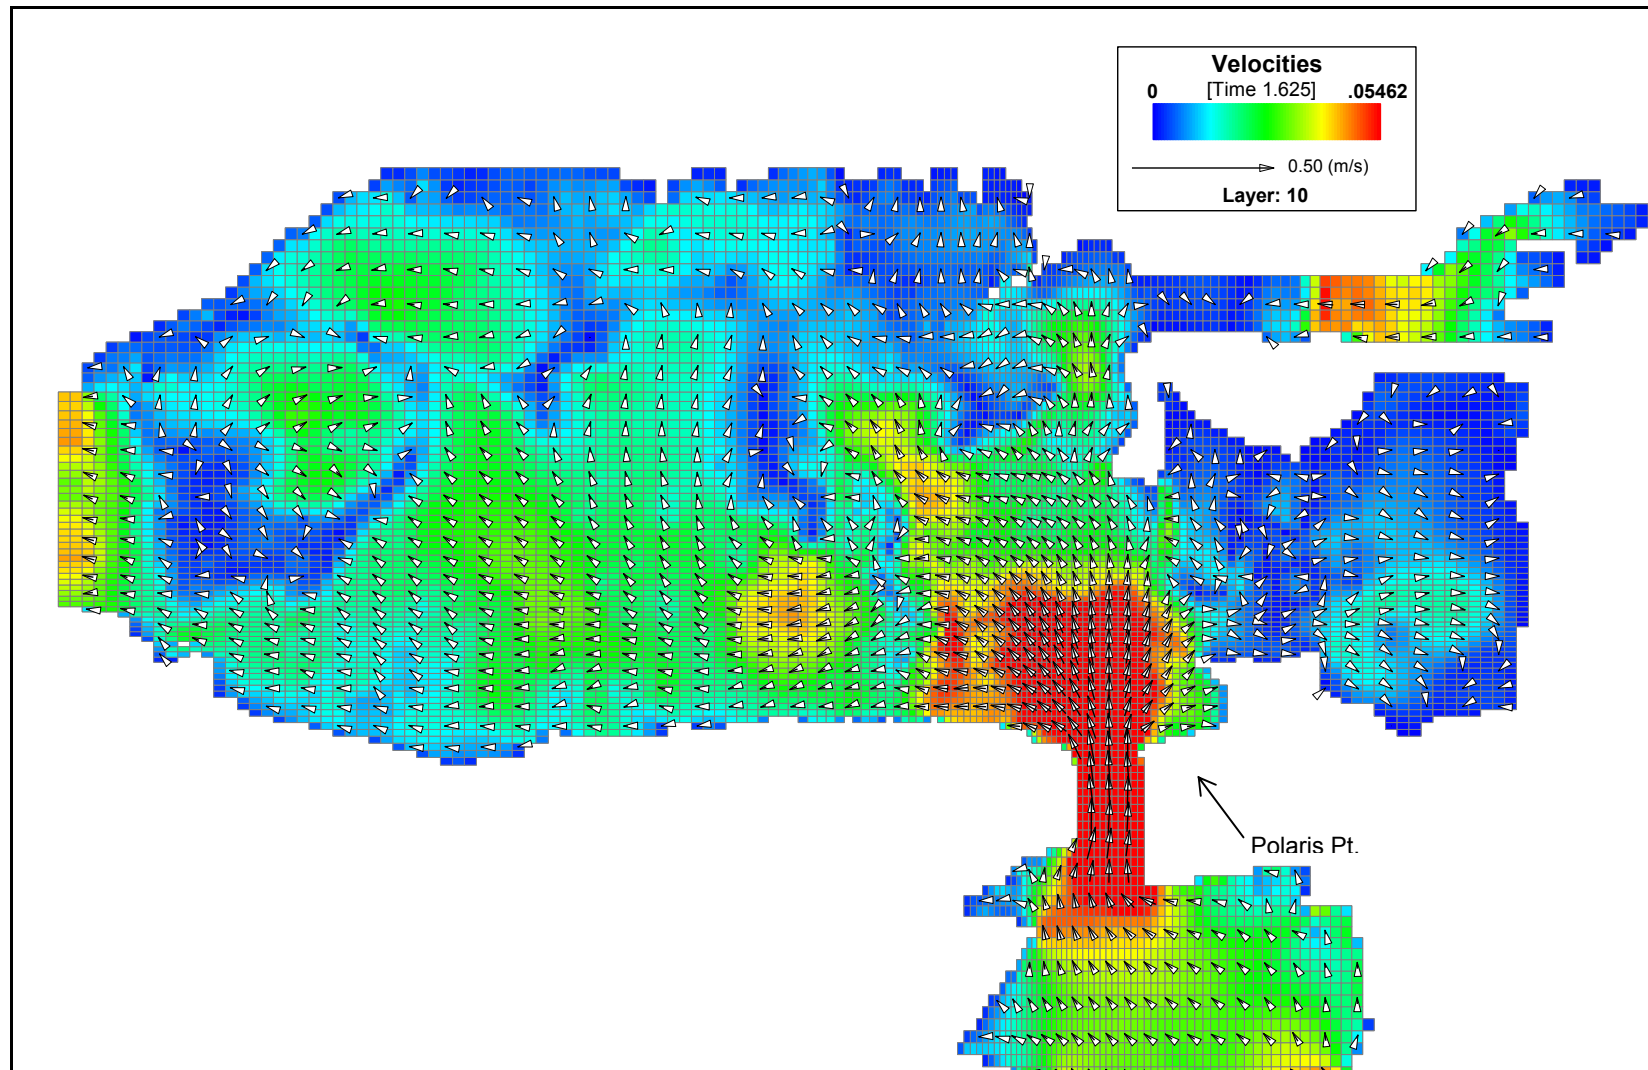 Velocities
[Time 1.625]
0 .05462
0.50 (m/s)
Layer: 10
Polaris Pt.